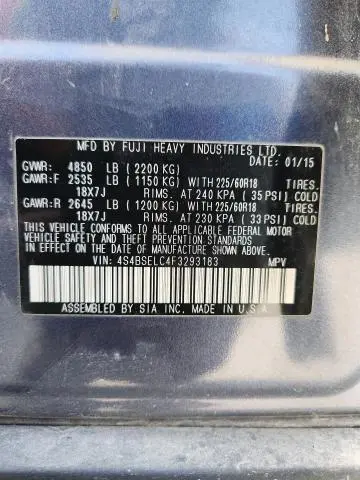 MFD BY FUJI HEAVY INDUSTRIES LTD.
DATE: 01/15
GVWR: 4850 LB (2200 KG)
GAWR:F 2535 LB (1150 KG) WITH 225/60R18 TIRES.
18X7J RIMS. AT 240 KPA (35 PSI) COLD
GAWR:R 2645 LB (1200 KG) WITH 225/60R18 TIRES.
18X7J RIMS. AT 230 KPA (33 PSI) COLD
THIS VEHICLE CONFORMS TO ALL APPLICABLE FEDERAL MOTOR
VEHICLE SAFETY AND THEFT PREVENTION STANDARDS
IN EFFECT ON THE DATE OF MANUFACTURE SHOWN ABOVE.
VIN: 4S4BSELC4F3293183 MPV
ASSEMBLED BY SIA INC. MADE IN U.S.A.